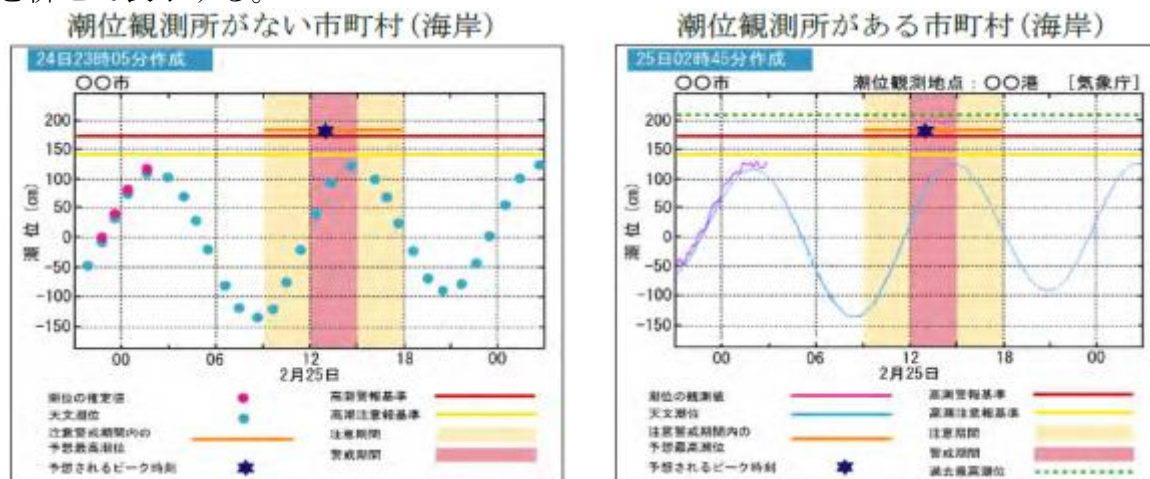 潮位観測所がない市町村(海岸)
24日23時05分作成
〇〇市
潮位 (cm)
200
150
100
50
0
-50
-100
-150
00
06
12
18
00
2月25日
潮位の推定値
天文潮位
注意警戒期間内の
予想最高潮位
予想されるピーク時刻
高潮警報基準
高潮注意報基準
注意期間
警戒期間
潮位観測所がある市町村(海岸)
25日02時45分作成
〇〇市
潮位観測地点：〇〇港 [気象庁]
潮位 (cm)
200
150
100
50
0
-50
-100
-150
00
06
12
18
00
2月25日
潮位の観測値
天文潮位
注意警戒期間内の
予想最高潮位
予想されるピーク時刻
高潮警報基準
高潮注意報基準
注意期間
警戒期間
過去最高潮位